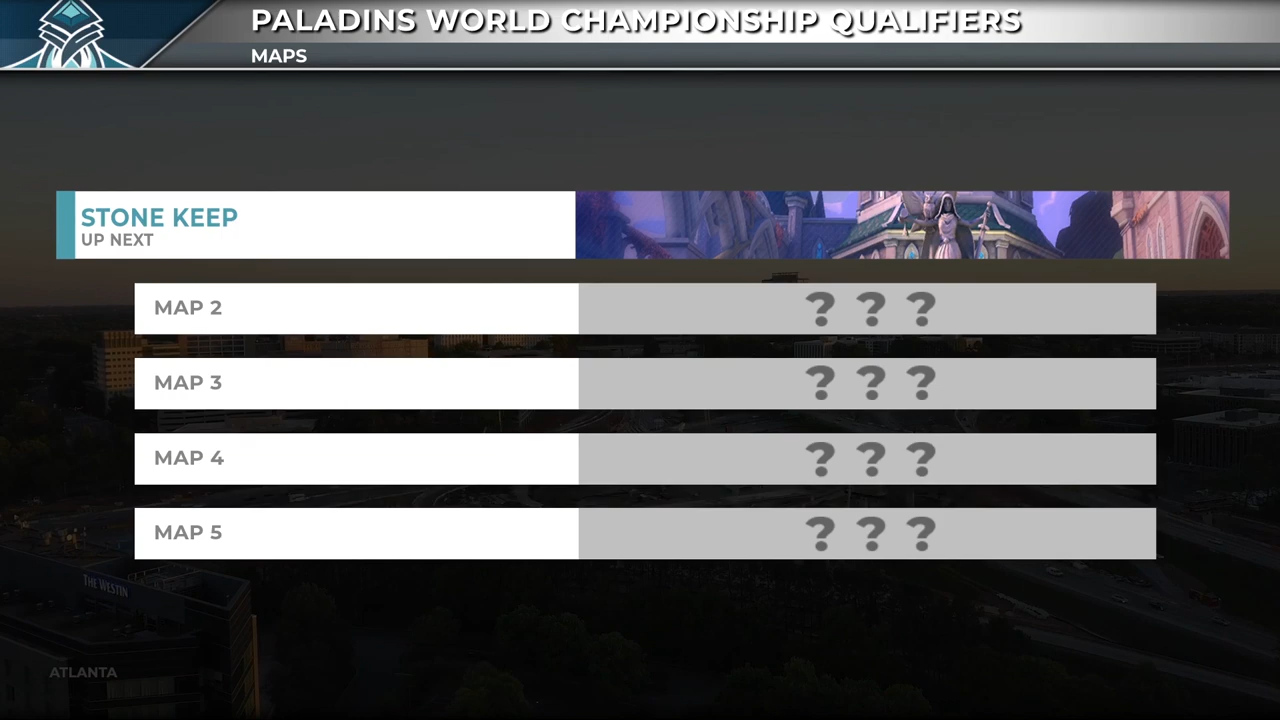 PALADINS WORLD CHAMPIONSHIP QUALIFIERS
MAPS
STONE KEEP
UP NEXT
MAP 2
? ? ?
MAP 3
? ? ?
MAP 4
? ? ?
MAP 5
? ? ?
THE WESTIN
ATLANTA